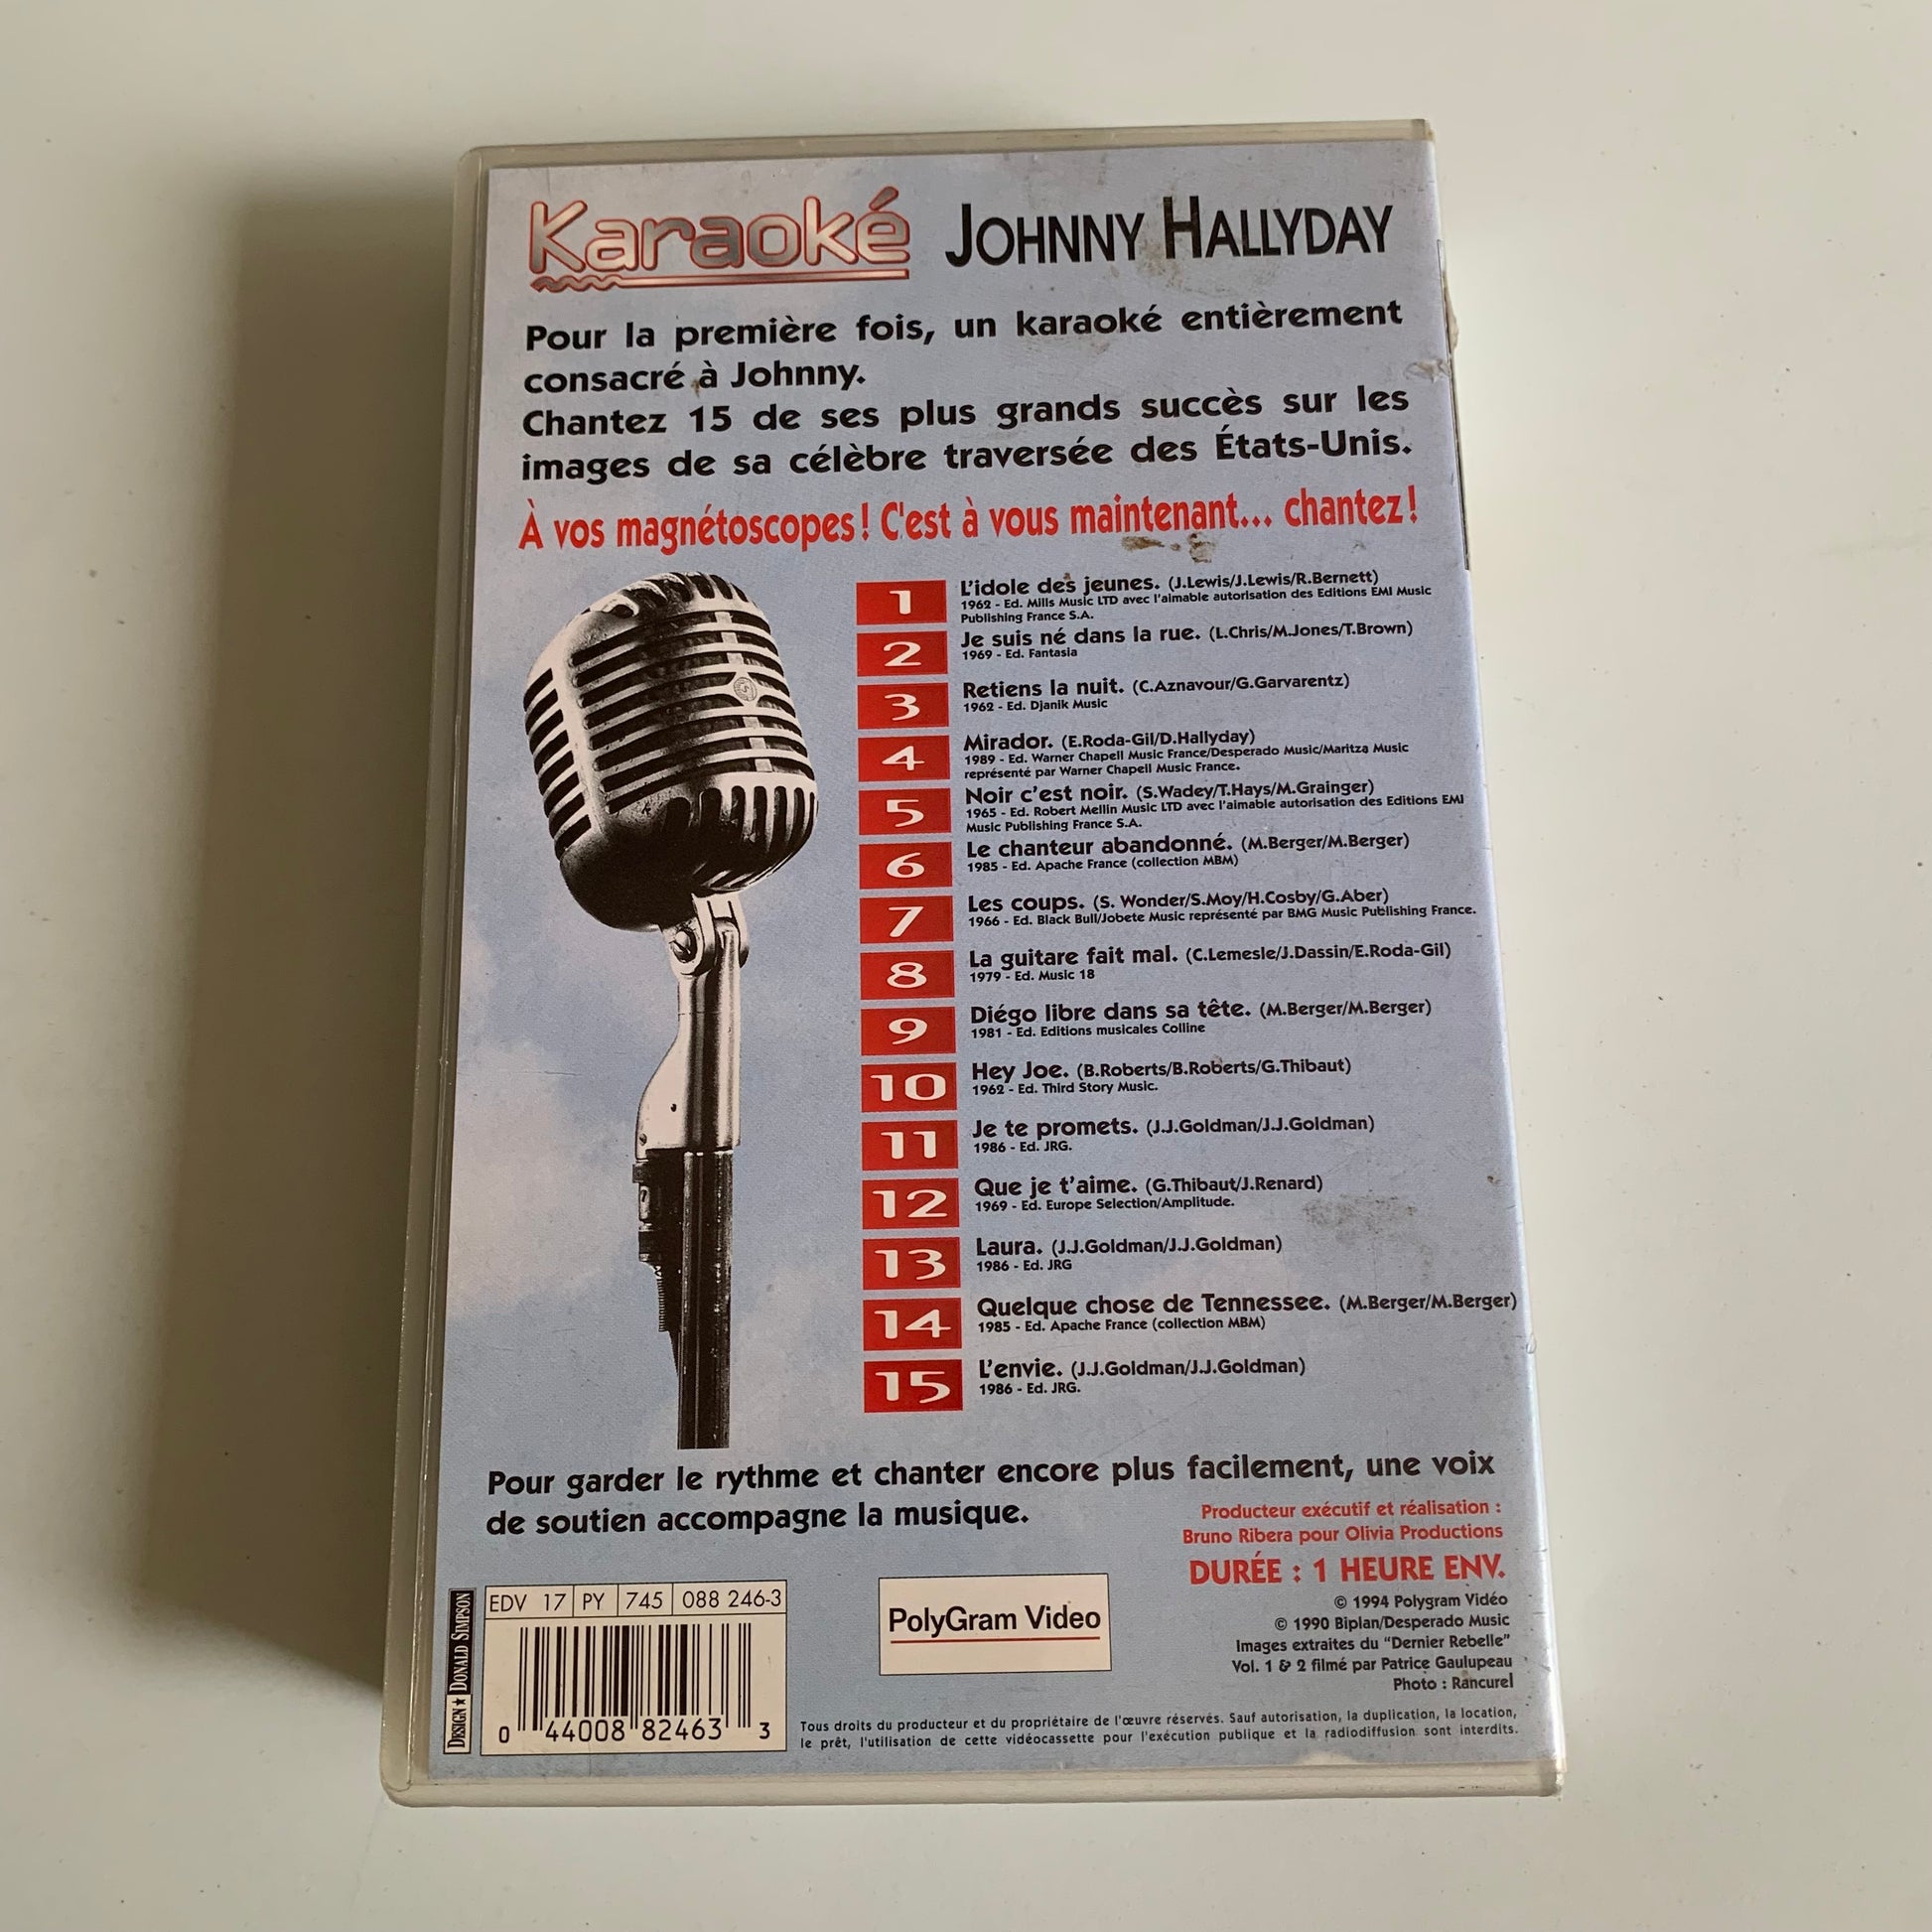 Karaoké JOHNNY HALLYDAY
Pour la première fois, un karaoké entièrement
consacré à Johnny.
Chantez 15 de ses plus grands succès sur les
images de sa célèbre traversée des États-Unis.
À vos magnétoscopes! C'est à vous maintenant... chantez!
1 L'idole des jeunes. (J.Lewis/J.Lewis/R.Bernett)
1962 - Ed. Mills Music LTD avec l'aimable autorisation des Editions EMI Music
Publishing France S.A.
2 Je suis né dans la rue. (L.Chris/M.Jones/T.Brown)
1969 - Ed. Fantasia
3 Retiens la nuit. (C.Aznavour/G.Garvarentz)
1962 - Ed. Djanik Music
4 Mirador. (E.Roda-Gil/D.Hallyday)
1989 - Ed. Warner Chapell Music France/Desperado Music/Maritza Music
représenté par Warner Chapell Music France.
5 Noir c'est noir. (S.Wadey/T.Hays/M.Grainger)
1965 - Ed. Robert Mellin Music LTD avec l'aimable autorisation des Editions EMI
Music Publishing France S.A.
6 Le chanteur abandonné. (M.Berger/M.Berger)
1985 - Ed. Apache France (collection MBM)
7 Les coups. (S. Wonder/S.Moy/H.Cosby/G.Aber)
1966 - Ed. Black Bull/Jobete Music représenté par BMG Music Publishing France.
8 La guitare fait mal. (C.Lemesle/J.Dassin/E.Roda-Gil)
1979 - Ed. Music 18
9 Diégo libre dans sa tête. (M.Berger/M.Berger)
1981 - Ed. Editions musicales Colline
10 Hey Joe. (B.Roberts/B.Roberts/G.Thibaut)
1962 - Ed. Third Story Music.
11 Je te promets. (J.J.Goldman/J.J.Goldman)
1986 - Ed. JRG.
12 Que je t'aime. (G.Thibaut/J.Renard)
1969 - Ed. Europe Selection/Amplitude.
13 Laura. (J.J.Goldman/J.J.Goldman)
1986 - Ed. JRG
14 Quelque chose de Tennessee. (M.Berger/M.Berger)
1985 - Ed. Apache France (collection MBM)
15 L'envie. (J.J.Goldman/J.J.Goldman)
1986 - Ed. JRG.
Pour garder le rythme et chanter encore plus facilement, une voix
de soutien accompagne la musique.
Producteur exécutif et réalisation :
Bruno Ribera pour Olivia Productions
DURÉE : 1 HEURE ENV.
© 1994 Polygram Vidéo
© 1990 Biplan/Desperado Music
Images extraites du "Dernier Rebelle"
Vol. 1 & 2 filmé par Patrice Gaulupeau
Photo : Rancurel
DESIGN ★ DONALD SIMPSON
EDV 17 PY 745 088 246-3
0 44008 82463 3
PolyGram Video
Tous droits du producteur et du propriétaire de l'œuvre réservés. Sauf autorisation, la duplication, la location,
le prêt, l'utilisation de cette vidéocassette pour l'exécution publique et la radiodiffusion sont interdits.